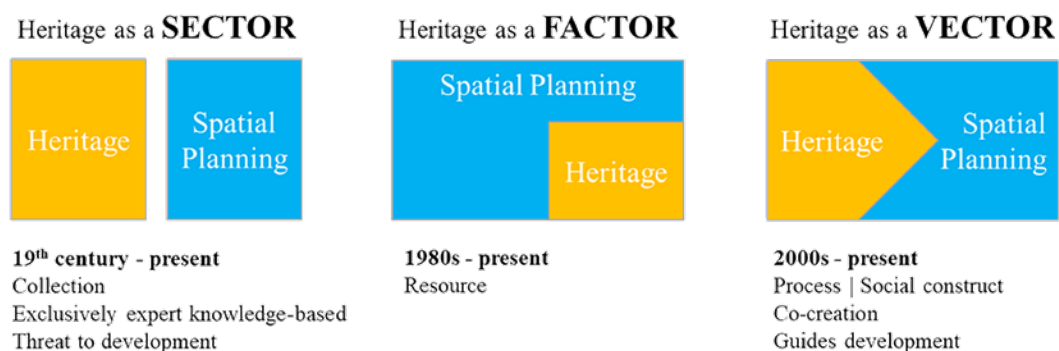 Heritage as a SECTOR
Heritage
Spatial
Planning
19th century - present
Collection
Exclusively expert knowledge-based
Threat to development
Heritage as a FACTOR
Spatial Planning
Heritage
1980s - present
Resource
Heritage as a VECTOR
Heritage
Spatial
Planning
2000s - present
Process | Social construct
Co-creation
Guides development